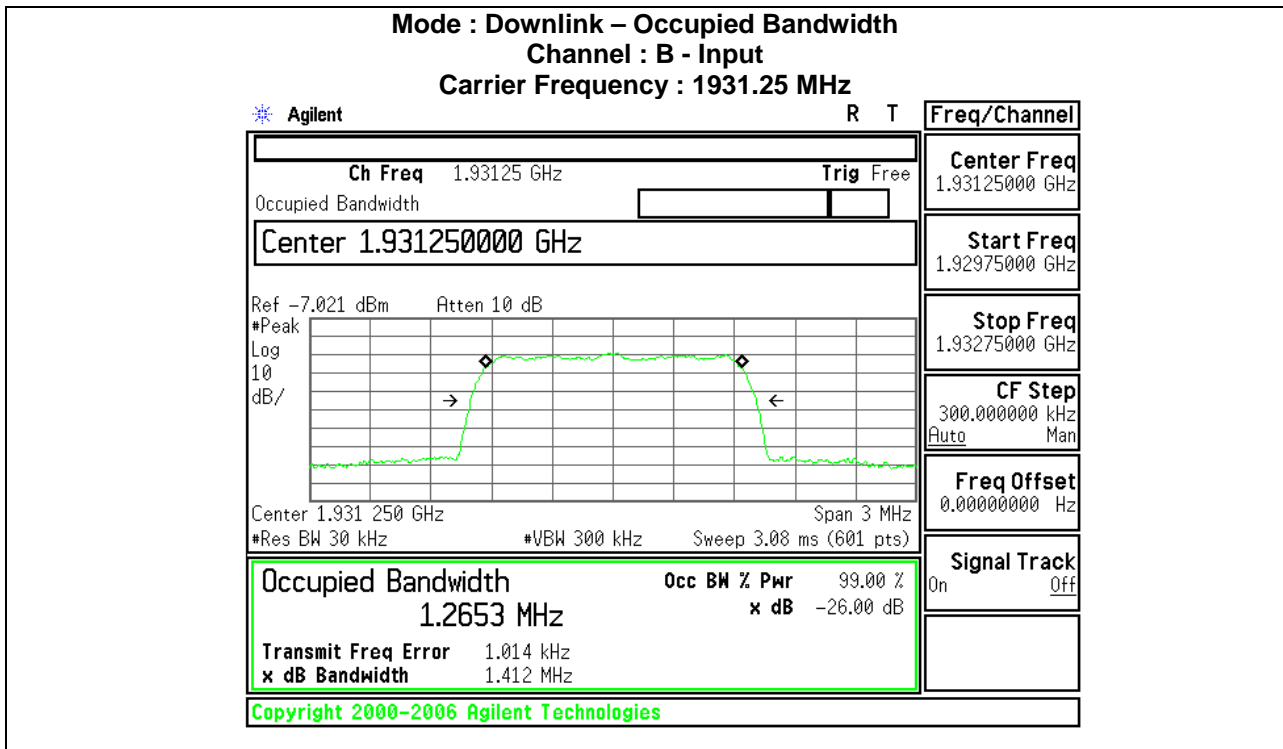 Mode : Downlink – Occupied Bandwidth
Channel : B - Input
Carrier Frequency : 1931.25 MHz
Agilent R T
Freq/Channel
Ch Freq 1.93125 GHz Trig Free
Occupied Bandwidth
Center 1.931250000 GHz
Ref -7.021 dBm Atten 10 dB
#Peak
Log
10
dB/
Center 1.931 250 GHz Span 3 MHz
#Res BW 30 kHz #VBW 300 kHz Sweep 3.08 ms (601 pts)
Occupied Bandwidth Occ BW % Pwr 99.00 %
1.2653 MHz x dB -26.00 dB
Transmit Freq Error 1.014 kHz
x dB Bandwidth 1.412 MHz
Center Freq
1.93125000 GHz
Start Freq
1.92975000 GHz
Stop Freq
1.93275000 GHz
CF Step
300.000000 kHz
Auto Man
Freq Offset
0.00000000 Hz
Signal Track
On Off
Copyright 2000-2006 Agilent Technologies